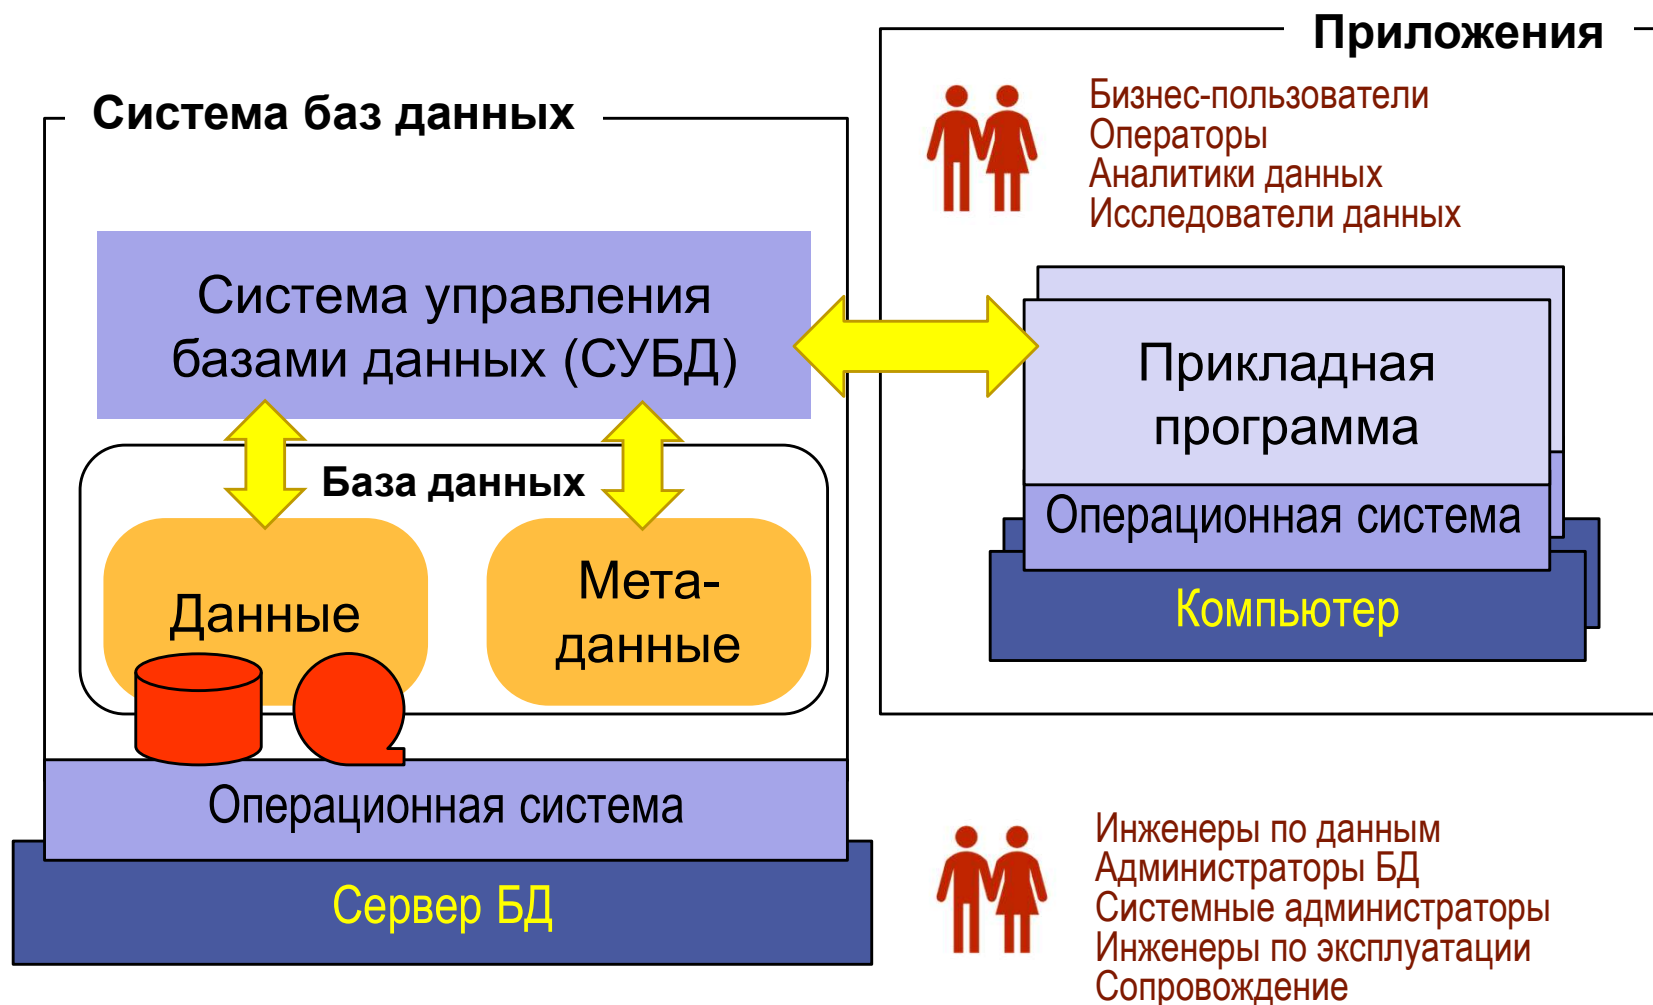 Приложения
Система баз данных
Бизнес-пользователи
Операторы
Аналитики данных
Исследователи данных
Система управления
базами данных (СУБД)
Прикладная
программа
База данных
Операционная система
Данные
Мета-
данные
Компьютер
Операционная система
Сервер БД
Инженеры по данным
Администраторы БД
Системные администраторы
Инженеры по эксплуатации
Сопровождение